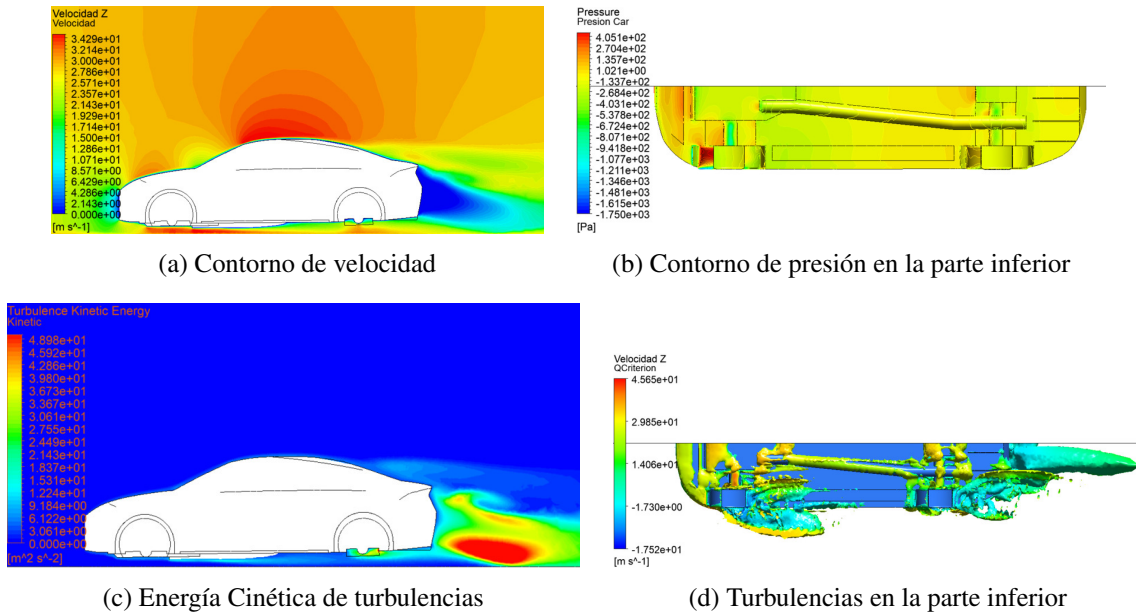 Velocidad Z
Velocidad
3.429e+01
3.214e+01
3.000e+01
2.786e+01
2.571e+01
2.357e+01
2.143e+01
1.929e+01
1.714e+01
1.500e+01
1.286e+01
1.071e+01
8.571e+00
6.429e+00
4.286e+00
2.143e+00
0.000e+00
[m s^-1]
(a) Contorno de velocidad
Pressure
Presion Car
4.051e+02
2.704e+02
1.357e+02
1.021e+00
-1.337e+02
-2.684e+02
-4.031e+02
-5.378e+02
-6.724e+02
-8.071e+02
-9.418e+02
-1.077e+03
-1.211e+03
-1.346e+03
-1.481e+03
-1.615e+03
-1.750e+03
[Pa]
(b) Contorno de presión en la parte inferior
Turbulence Kinetic Energy
Kinetic
4.898e+01
4.592e+01
4.286e+01
3.980e+01
3.673e+01
3.367e+01
3.061e+01
2.755e+01
2.449e+01
2.143e+01
1.837e+01
1.531e+01
1.224e+01
9.184e+00
6.122e+00
3.061e+00
0.000e+00
[m^2 s^-2]
(c) Energía Cinética de turbulencias
Velocidad Z
QCriterion
4.565e+01
2.985e+01
1.406e+01
-1.730e+00
-1.752e+01
[m s^-1]
(d) Turbulencias en la parte inferior